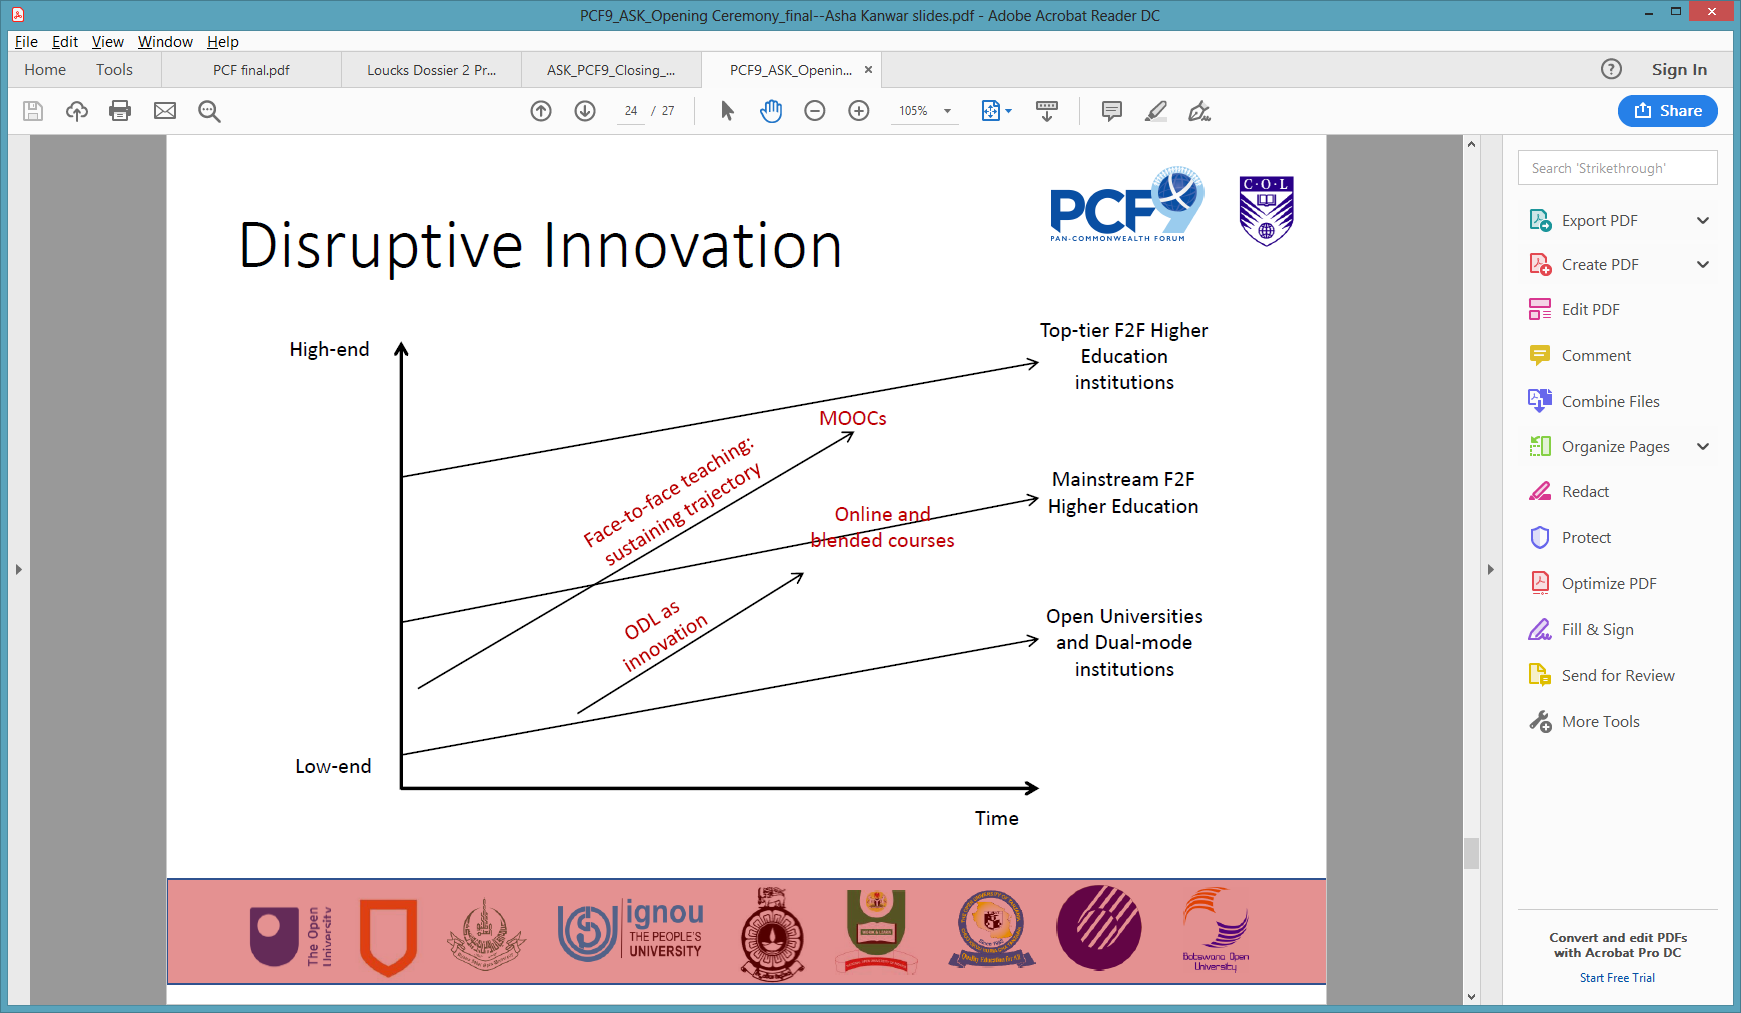 PCF9_ASK_Opening Ceremony_final--Asha Kanwar slides.pdf - Adobe Acrobat Reader DC
File Edit View Window Help
Home Tools PCF final.pdf Loucks Dossier 2 Pr... ASK_PCF9_Closing_... PCF9_ASK_Openin... × ? Sign In
24 / 27 105% Share
Search 'Strikethrough'
Export PDF
Create PDF
Edit PDF
Comment
Combine Files
Organize Pages
Redact
Protect
Optimize PDF
Fill & Sign
Send for Review
More Tools
Convert and edit PDFs
with Acrobat Pro DC
Start Free Trial
PCF9
PAN-COMMONWEALTH FORUM
C·O·L
Disruptive Innovation
High-end
Top-tier F2F Higher
Education
institutions
MOOCs
Face-to-face teaching:
sustaining trajectory
Mainstream F2F
Higher Education
Online and
blended courses
ODL as
innovation
Open Universities
and Dual-mode
institutions
Low-end
Time
The Open
University
ignou
THE PEOPLE'S
UNIVERSITY
Botswana Open
University